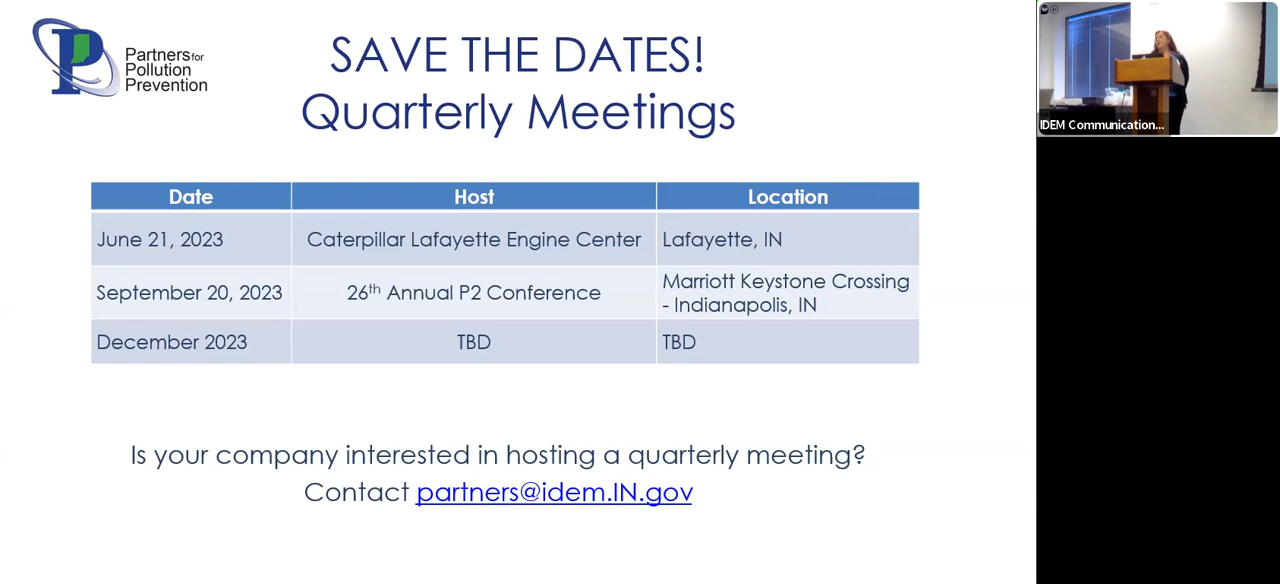 Partners for
Pollution
Prevention
SAVE THE DATES!
Quarterly Meetings
Date Host Location
June 21, 2023 Caterpillar Lafayette Engine Center Lafayette, IN
September 20, 2023 26th Annual P2 Conference Marriott Keystone Crossing
- Indianapolis, IN
December 2023 TBD TBD
Is your company interested in hosting a quarterly meeting?
Contact partners@idem.IN.gov
IDEM Communication...